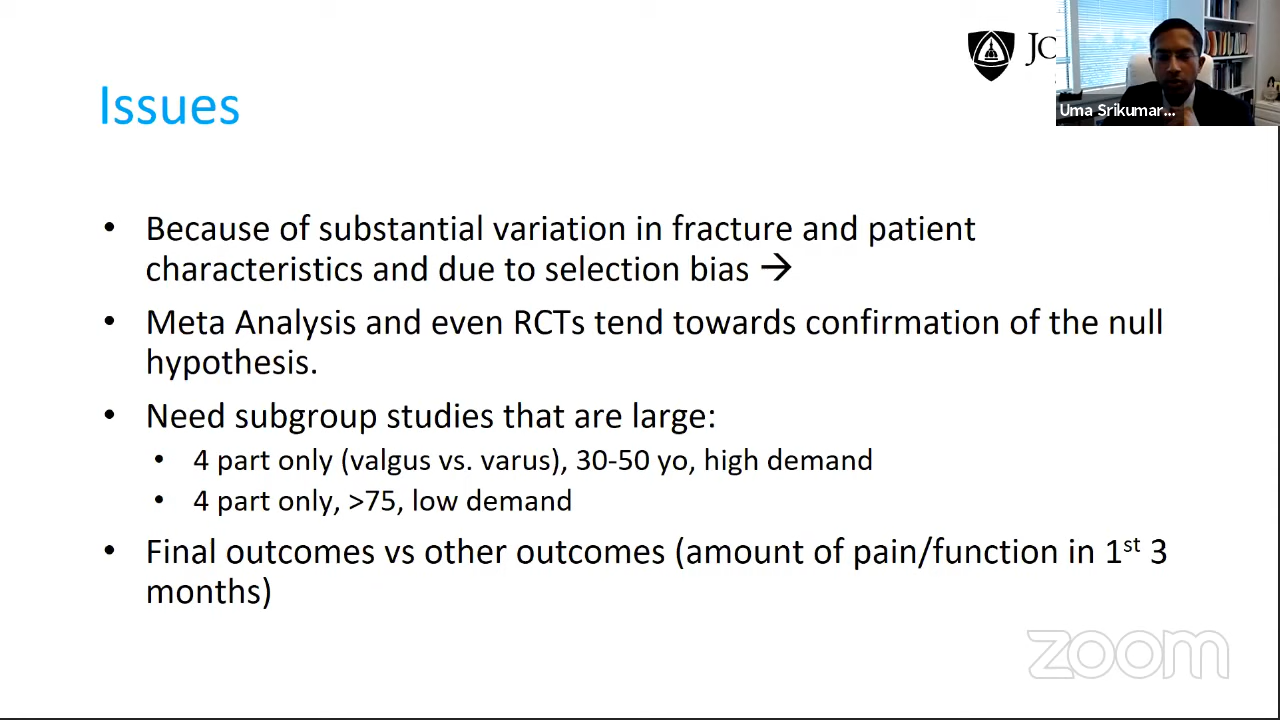 JC
Uma Srikumar...
Issues
• Because of substantial variation in fracture and patient
characteristics and due to selection bias →
• Meta Analysis and even RCTs tend towards confirmation of the null
hypothesis.
• Need subgroup studies that are large:
• 4 part only (valgus vs. varus), 30-50 yo, high demand
• 4 part only, >75, low demand
• Final outcomes vs other outcomes (amount of pain/function in 1st 3
months)
zoom